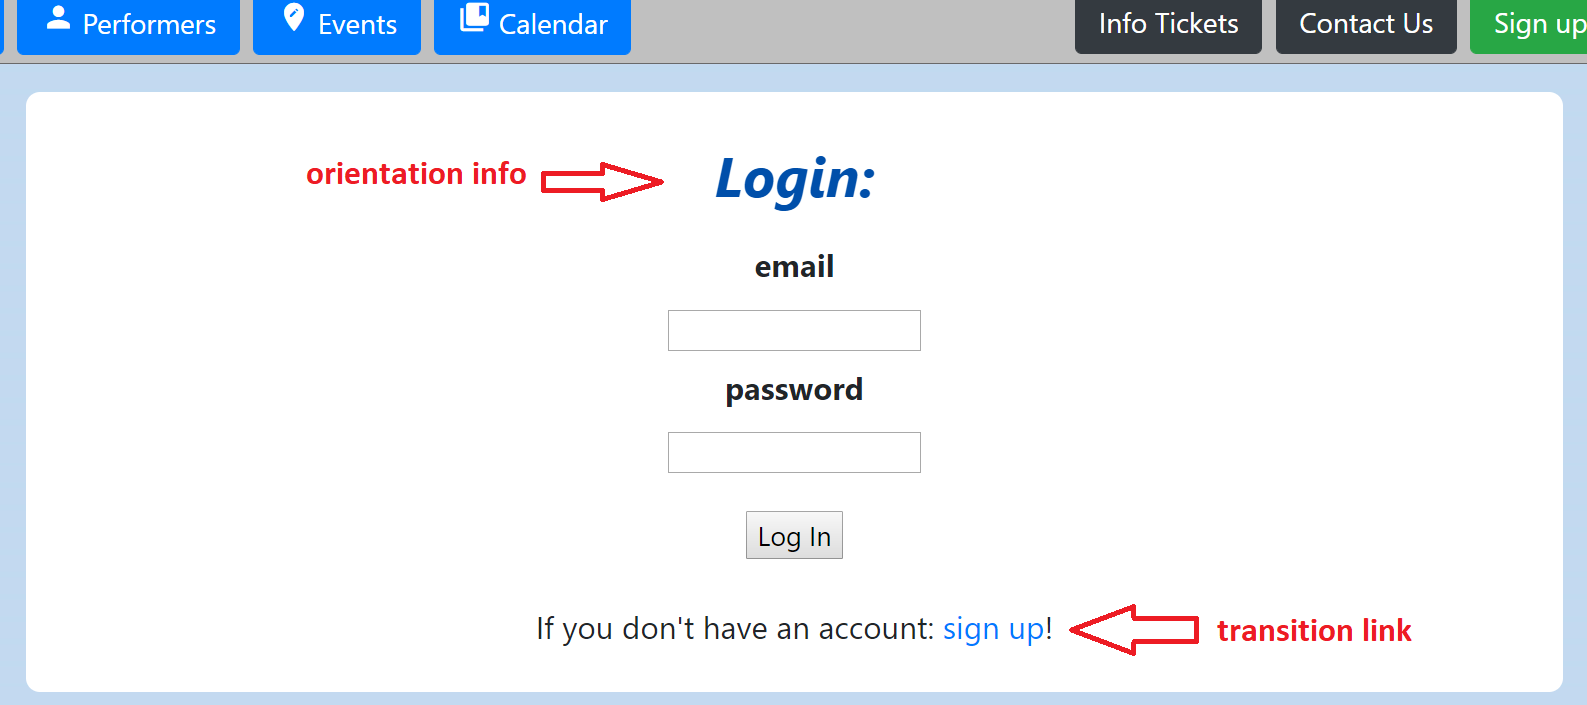 Performers Events Calendar Info Tickets Contact Us Sign up
orientation info Login:
email
password
Log In
If you don't have an account: sign up! transition link